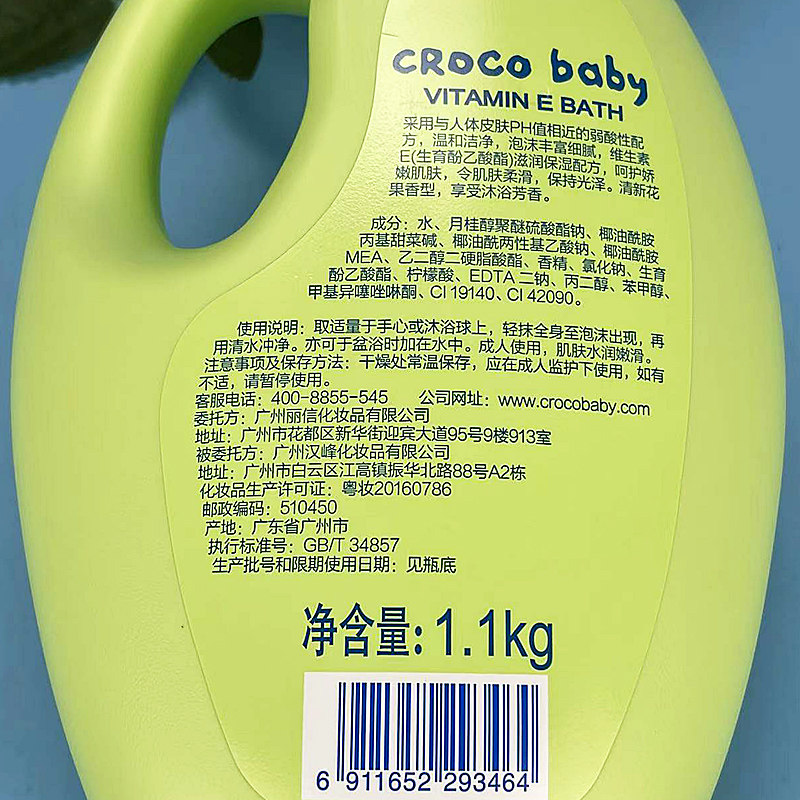 CROCO baby
VITAMIN E BATH
采用与人体皮肤PH值相近的弱酸性配
方，温和洁净，泡沫丰富细腻，维生素
E(生育酚乙酸酯)滋润保湿配方，呵护娇
嫩肌肤，令肌肤柔滑，保持光泽。清新花
果香型，享受沐浴芳香。
成分：水、月桂醇聚醚硫酸酯钠、椰油酰胺
丙基甜菜碱、椰油酰两性基乙酸钠、椰油酰胺
MEA、乙二醇二硬脂酸酯、香精、氯化钠、生育
酚乙酸酯、柠檬酸、EDTA 二钠、丙二醇、苯甲醇、
甲基异噻唑啉酮、CI 19140、CI 42090。
使用说明：取适量于手心或沐浴球上，轻抹全身至泡沫出现，再
用清水冲净。亦可于盆浴时加在水中。成人使用，肌肤水润嫩滑。
注意事项及保存方法：干燥处常温保存，应在成人监护下使用，如有
不适，请暂停使用。
客服电话：400-8855-545 公司网址：www.crocobaby.com
委托方：广州丽信化妆品有限公司
地址：广州市花都区新华街迎宾大道95号9楼913室
被委托方：广州汉峰化妆品有限公司
地址：广州市白云区江高镇振华北路88号A2栋
化妆品生产许可证：粤妆20160786
邮政编码：510450
产地：广东省广州市
执行标准号：GB/T 34857
生产批号和限期使用日期：见瓶底
净含量：1.1kg
6 911652 293464